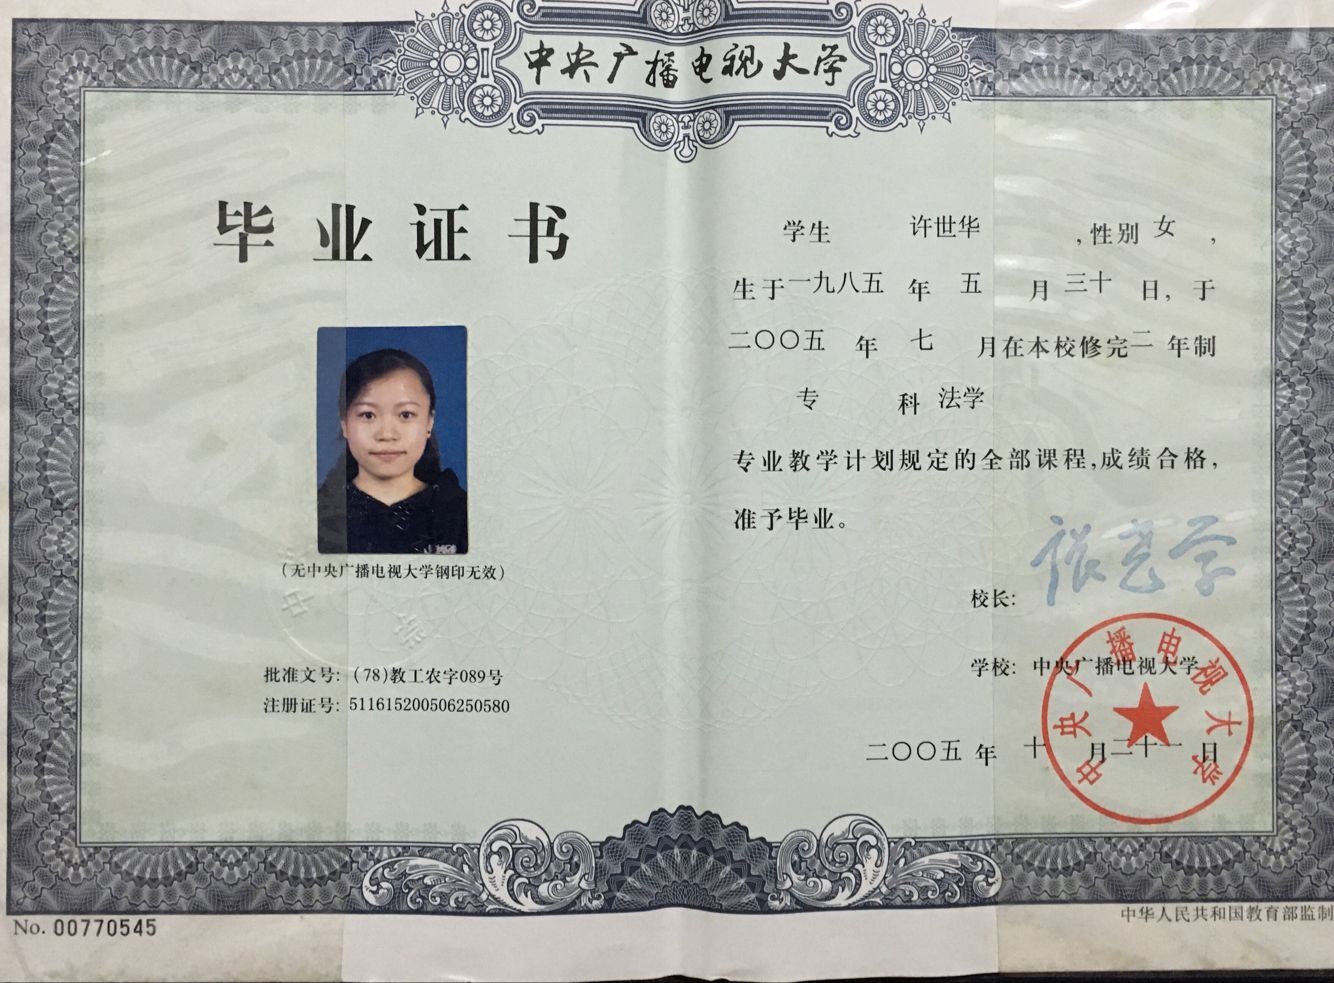 中央广播电视大学
毕业证书
(无中央广播电视大学钢印无效)
批准文号: (78)教工农字089号
注册证号: 511615200506250580
学生 许世华 ,性别 女 ,
生于一九八五 年 五 月 三十 日, 于
二〇〇五 年 七 月在本校修完二 年制
专 科 法学
专业教学计划规定的全部课程,成绩合格,
准予毕业。
校长: 张尧学
学校: 中央广播电视大学
二〇〇五 年 十 月二十一 日
中央广播电视大学
No. 00770545
中华人民共和国教育部监制